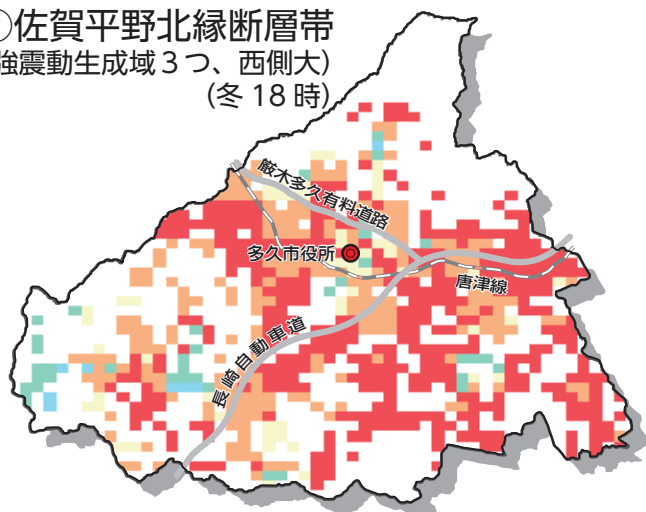 佐賀平野北縁断層帯
強震動生成域３つ、西側大)
(冬 18 時)
厳木多久有料道路
多久市役所
唐津線
長崎自動車道